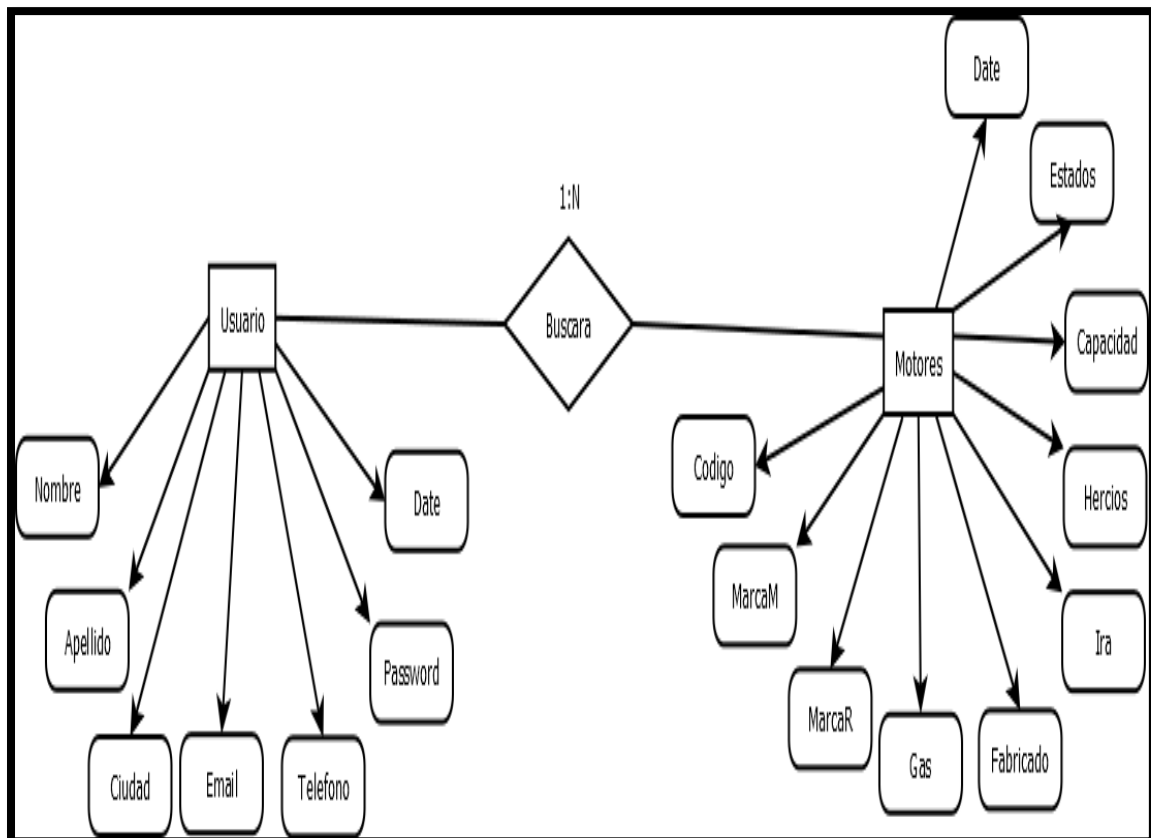 Date
Estados
1:N
Usuario
Buscara
Motores
Capacidad
Nombre
Date
Codigo
Hercios
Apellido
Password
MarcaM
Ira
Ciudad
Email
Telefono
MarcaR
Gas
Fabricado